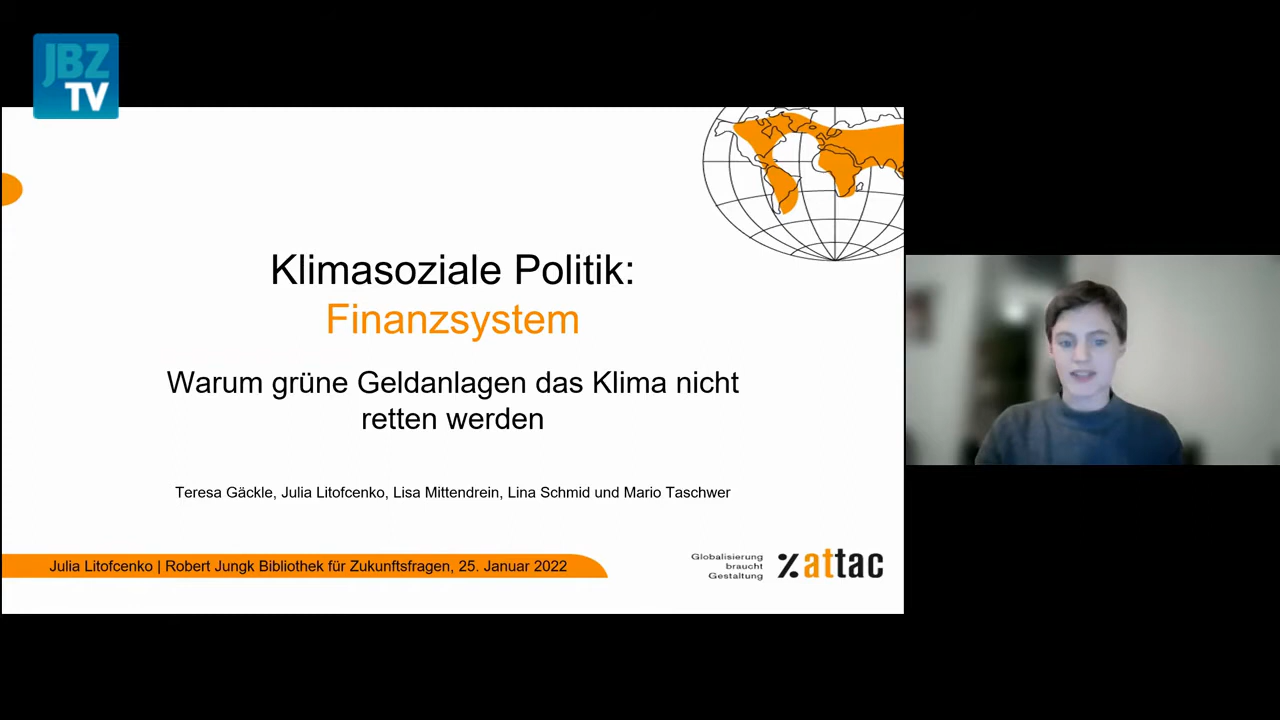 JBZ
TV
Klimasoziale Politik:
Finanzsystem
Warum grüne Geldanlagen das Klima nicht
retten werden
Teresa Gäckle, Julia Litofcenko, Lisa Mittendrein, Lina Schmid und Mario Taschwer
Julia Litofcenko | Robert Jungk Bibliothek für Zukunftsfragen, 25. Januar 2022
Globalisierung
braucht
Gestaltung
attac